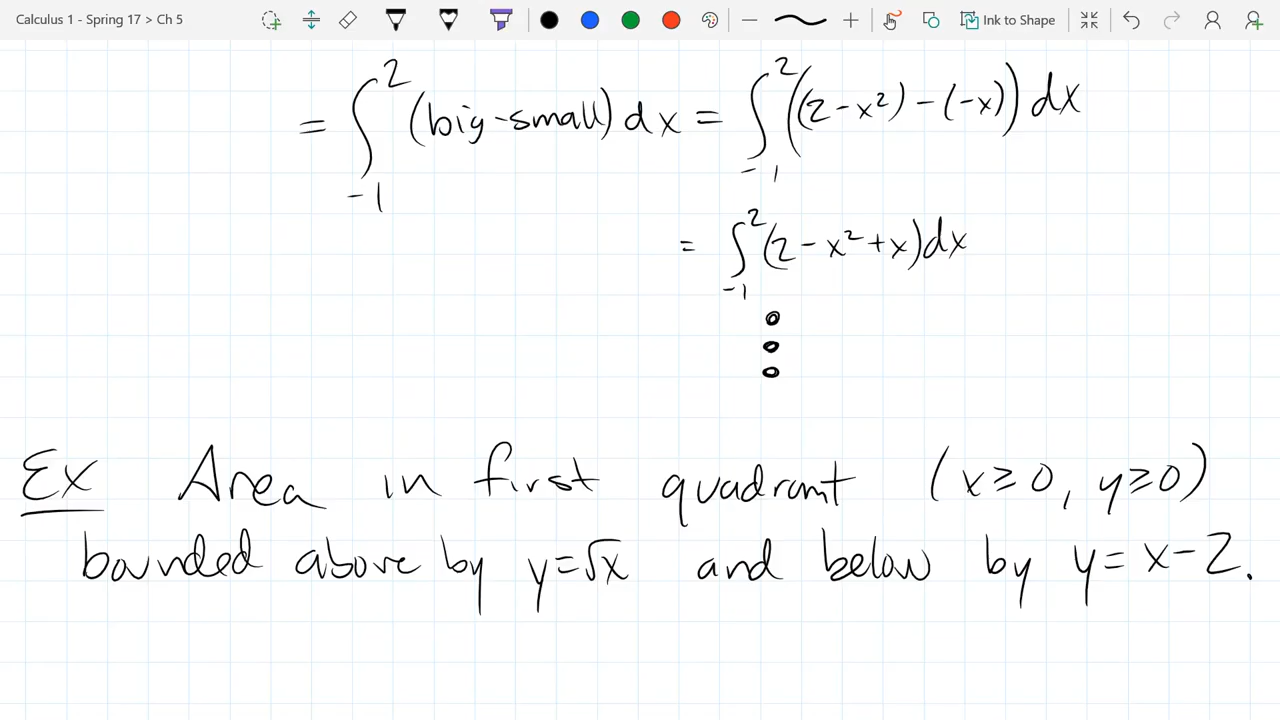 Calculus 1 - Spring 17 > Ch 5
Ink to Shape
= ∫_{-1}^{2} (big-small) dx = ∫_{-1}^{2} ((2-x²)-(-x)) dx
= ∫_{-1}^{2} (2-x²+x)dx
Ex Area in first quadrant (x≥0, y≥0)
bounded above by y=√x and below by y=x-2.